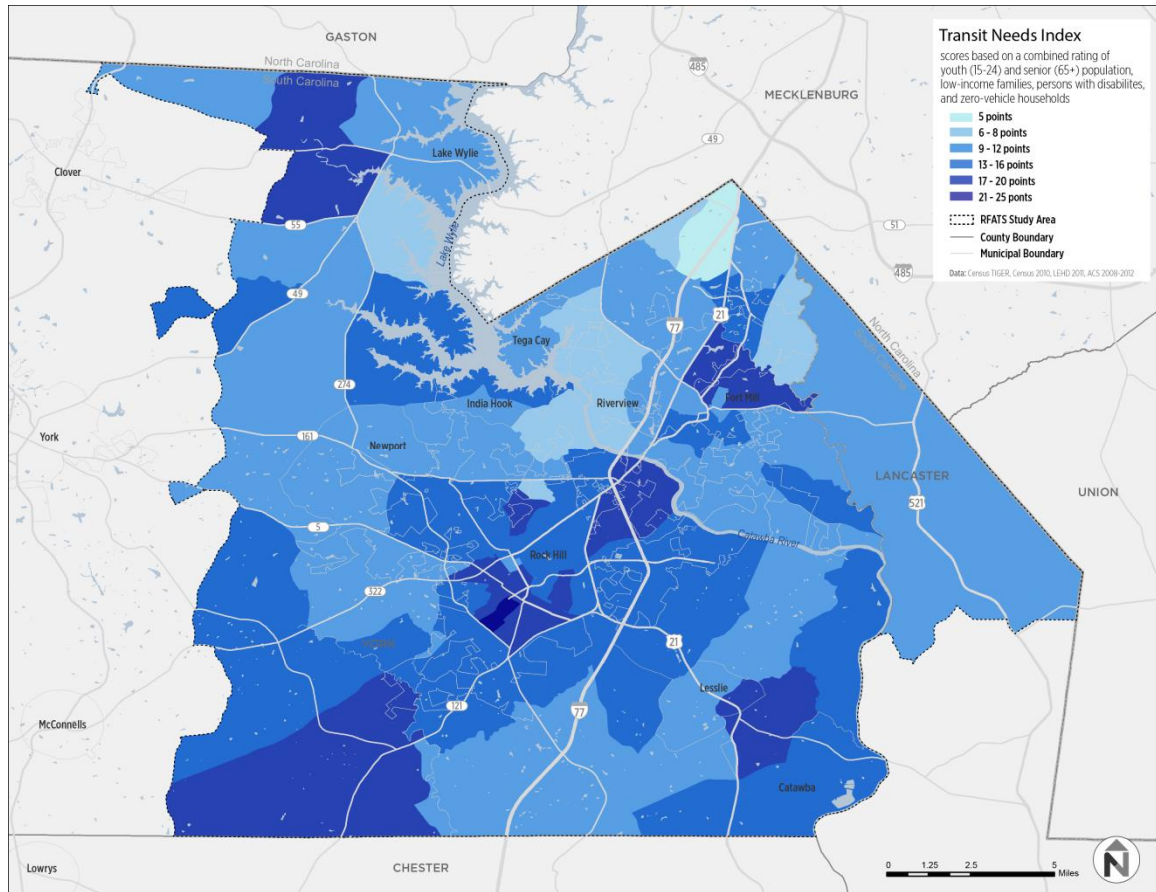 Transit Needs Index
scores based on a combined rating of
youth (15-24) and senior (65+) population,
low-income families, persons with disabilites,
and zero-vehicle households
5 points
6 - 8 points
9 - 12 points
13 - 16 points
17 - 20 points
21 - 25 ponts
RFATS Study Area
County Boundary
Municipal Boundary
Data: Census TIGER, Census 2010, LEHD 2011, ACS 2008-2012
GASTON
North Carolina
South Carolina
485
MECKLENBURG
49
Lake Wylie
Clover
51
55
Lake Wylie
485
49
77
21
North Carolina
South Carolina
Tega Cay
274
India Hook
Riverview
Fort Mill
York
161
Newport
LANCASTER
UNION
521
5
Catawba River
Rock Hill
322
YORK
21
Lesslie
McConnells
121
77
Catawba
Lowrys
CHESTER
0 1.25 2.5 5
Miles
N